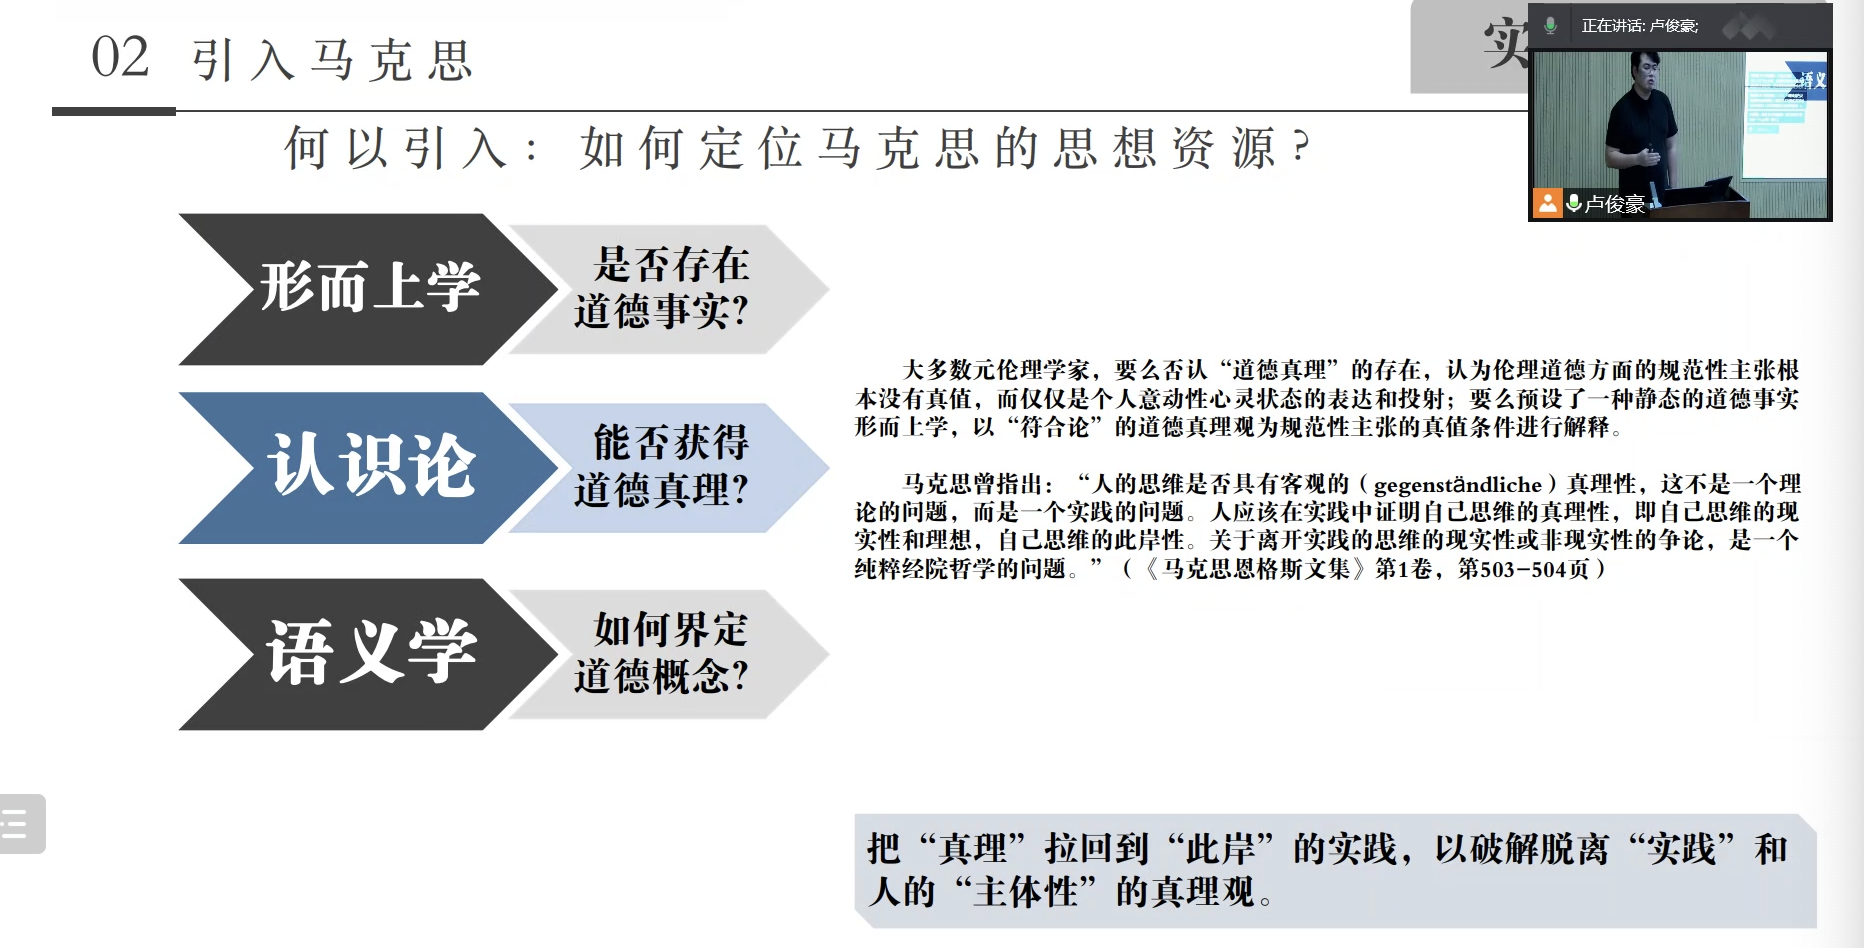 02 引入马克思
实
正在讲话: 卢俊豪;
语义
卢俊豪
何以引入：如何定位马克思的思想资源？
形而上学
是否存在
道德事实？
认识论
能否获得
道德真理？
语义学
如何界定
道德概念？
大多数元伦理学家，要么否认“道德真理”的存在，认为伦理道德方面的规范性主张根
本没有真值，而仅仅是个人意动性心灵状态的表达和投射；要么预设了一种静态的道德事实
形而上学，以“符合论”的道德真理观为规范性主张的真值条件进行解释。
马克思曾指出：“人的思维是否具有客观的（gegenständliche）真理性，这不是一个理
论的问题，而是一个实践的问题。人应该在实践中证明自己思维的真理性，即自己思维的现
实性和理想，自己思维的此岸性。关于离开实践的思维的现实性或非现实性的争论，是一个
纯粹经院哲学的问题。”（《马克思恩格斯文集》第1卷，第503–504页）
把“真理”拉回到“此岸”的实践，以破解脱离“实践”和
人的“主体性”的真理观。